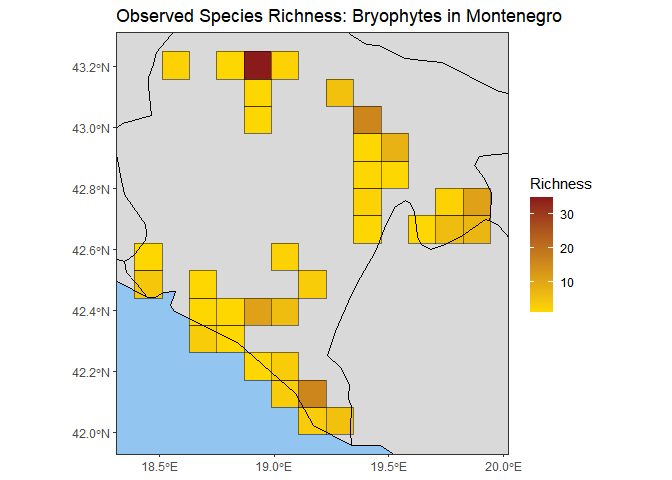 Observed Species Richness: Bryophytes in Montenegro
43.2°N
43.0°N
42.8°N
42.6°N
42.4°N
42.2°N
42.0°N
18.5°E
19.0°E
19.5°E
20.0°E
Richness
30
20
10